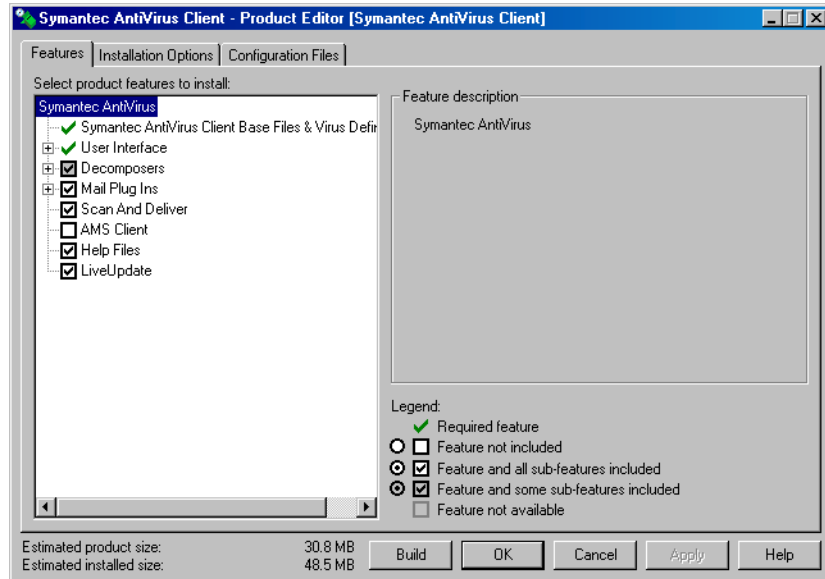 Symantec AntiVirus Client - Product Editor [Symantec AntiVirus Client]
Features Installation Options Configuration Files
Select product features to install:
Symantec AntiVirus
Symantec AntiVirus Client Base Files & Virus Defin
User Interface
Decomposers
Mail Plug Ins
Scan And Deliver
AMS Client
Help Files
LiveUpdate
Feature description
Symantec AntiVirus
Legend:
Required feature
Feature not included
Feature and all sub-features included
Feature and some sub-features included
Feature not available
Estimated product size: 30.8 MB
Estimated installed size: 48.5 MB
Build OK Cancel Apply Help